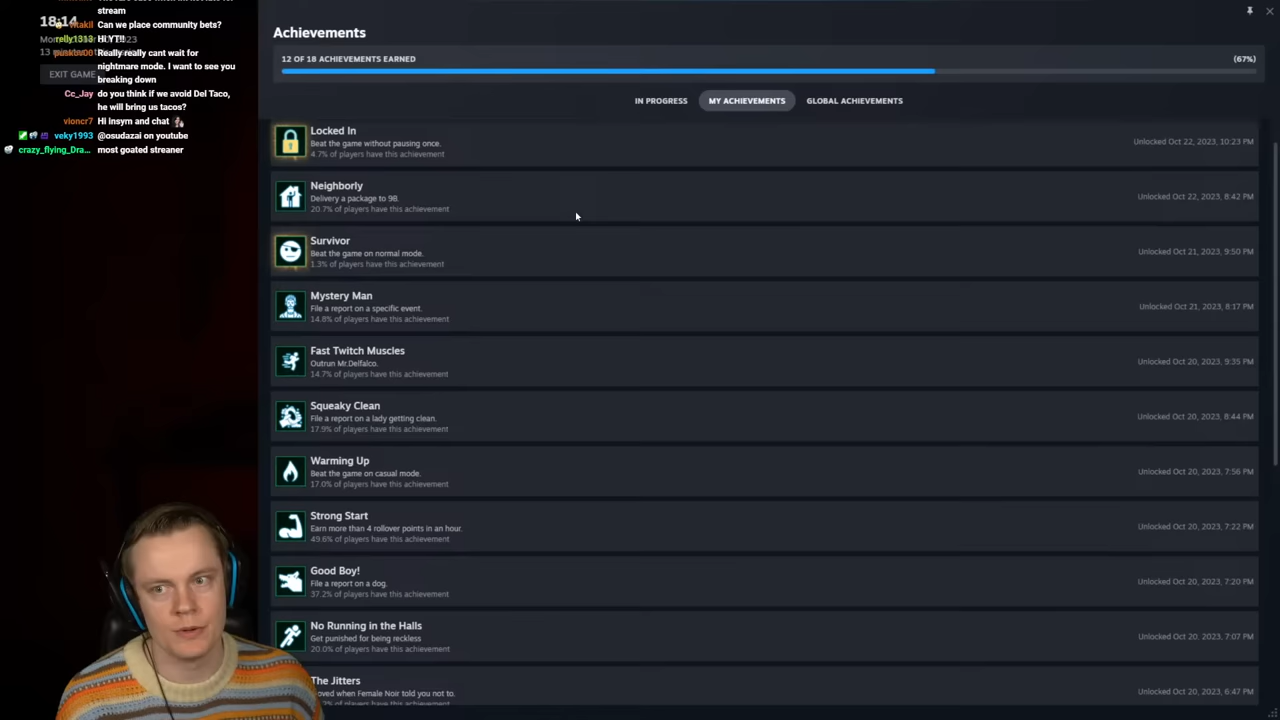 stream
18:14
vitakil Can we place community bets?
relly1313 Hi YT!!
Really really cant wait for
nightmare mode. I want to see you
breaking down
EXIT GAME
Cc_Jay do you think if we avoid Del Taco,
he will bring us tacos?
vioncr7 Hi insym and chat
veky1993 @osudazai on youtube
crazy_flying_Dra... most goated streaner
Achievements
12 OF 18 ACHIEVEMENTS EARNED (67%)
IN PROGRESS MY ACHIEVEMENTS GLOBAL ACHIEVEMENTS
Locked In
Beat the game without pausing once.
4.7% of players have this achievement
Unlocked Oct 22, 2023, 10:23 PM
Neighborly
Delivery a package to 9B.
20.7% of players have this achievement
Unlocked Oct 22, 2023, 8:42 PM
Survivor
Beat the game on normal mode.
1.3% of players have this achievement
Unlocked Oct 21, 2023, 9:50 PM
Mystery Man
File a report on a specific event.
14.8% of players have this achievement
Unlocked Oct 21, 2023, 8:17 PM
Fast Twitch Muscles
Outrun Mr.Delfalco.
14.7% of players have this achievement
Unlocked Oct 20, 2023, 9:35 PM
Squeaky Clean
File a report on a lady getting clean.
17.9% of players have this achievement
Unlocked Oct 20, 2023, 8:44 PM
Warming Up
Beat the game on casual mode.
17.0% of players have this achievement
Unlocked Oct 20, 2023, 7:56 PM
Strong Start
Earn more than 4 rollover points in an hour.
49.6% of players have this achievement
Unlocked Oct 20, 2023, 7:22 PM
Good Boy!
File a report on a dog.
37.2% of players have this achievement
Unlocked Oct 20, 2023, 7:20 PM
No Running in the Halls
Get punished for being reckless
20.0% of players have this achievement
Unlocked Oct 20, 2023, 7:07 PM
The Jitters
when Female Noir told you not to.
of players have this achievement
Unlocked Oct 20, 2023, 6:47 PM